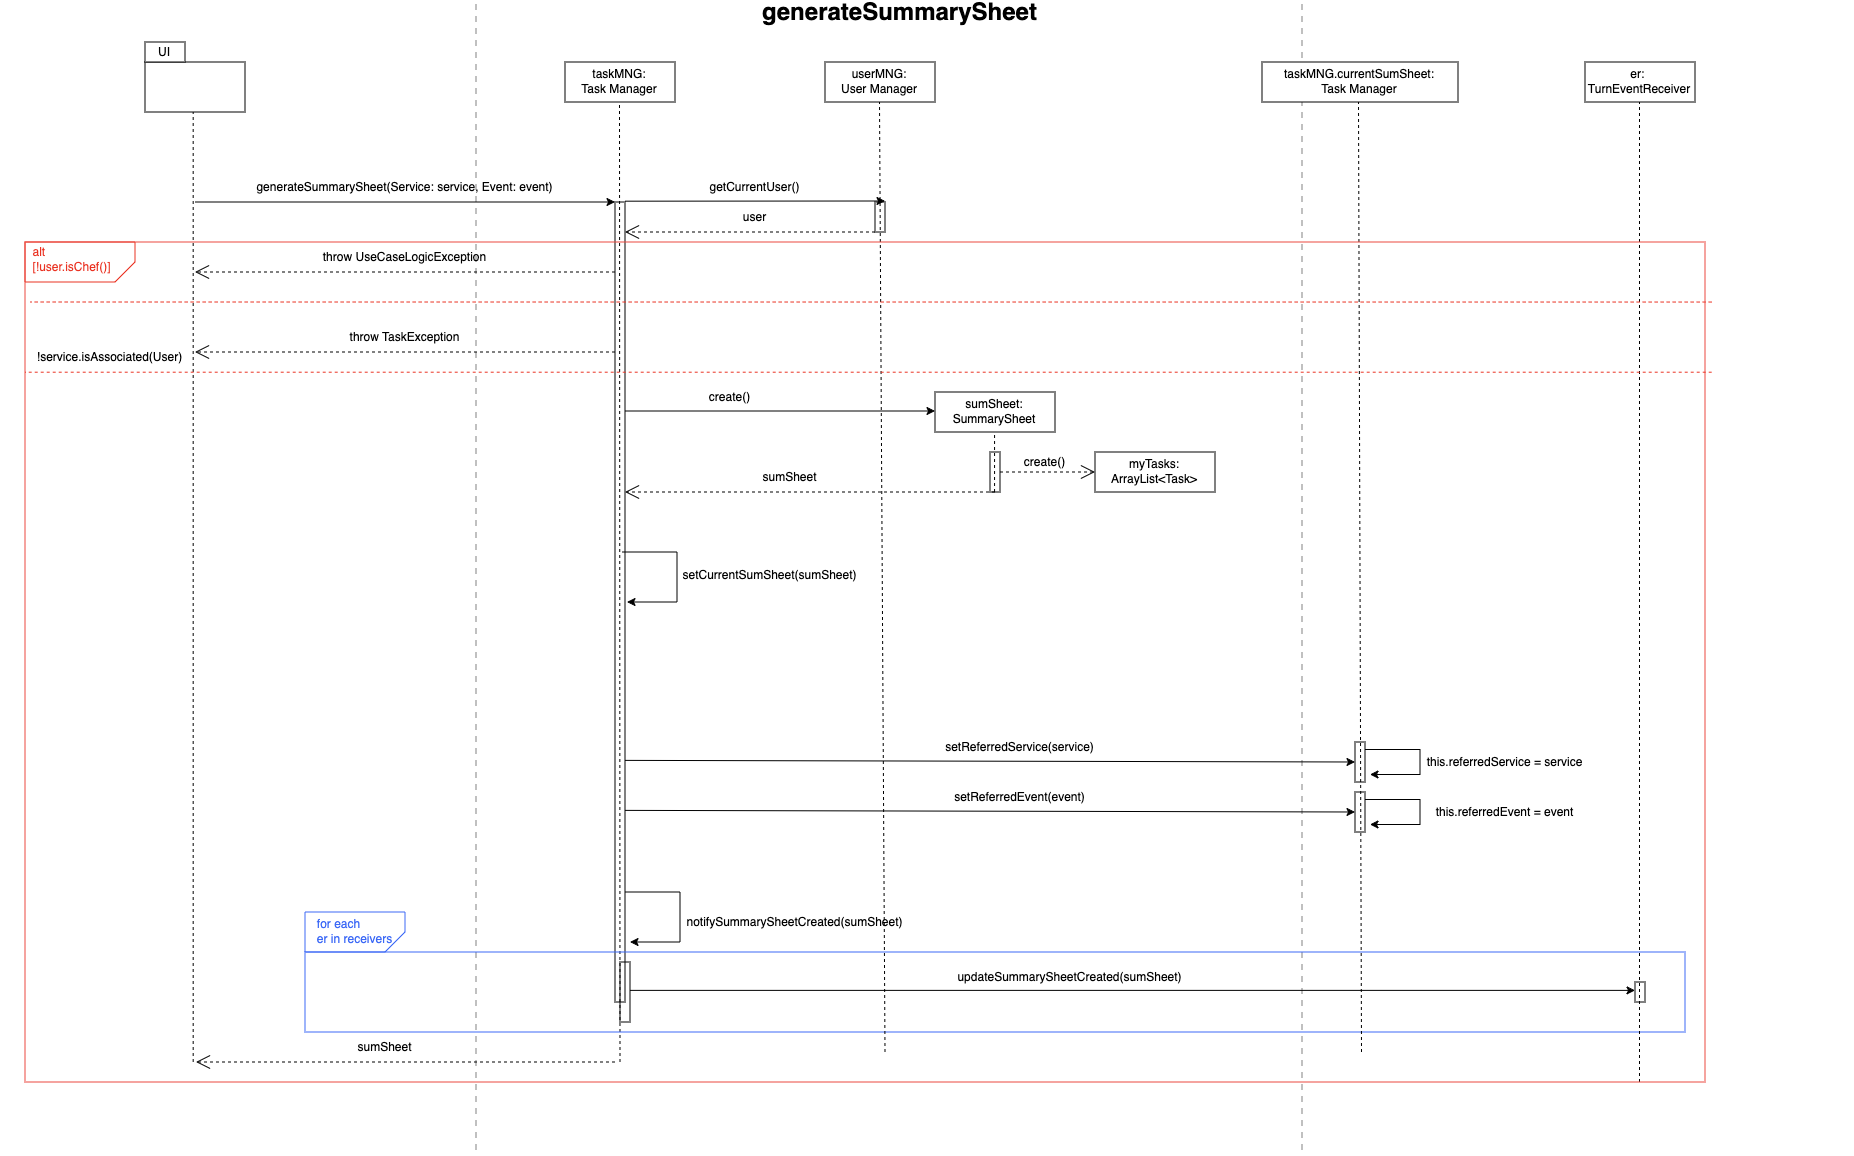 generateSummarySheet
UI
taskMNG:
Task Manager
userMNG:
User Manager
taskMNG.currentSumSheet:
Task Manager
er:
TurnEventReceiver
generateSummarySheet(Service: service, Event: event)
getCurrentUser()
user
alt
[!user.isChef()]
throw UseCaseLogicException
throw TaskException
!service.isAssociated(User)
create()
sumSheet:
SummarySheet
create()
myTasks:
ArrayList<Task>
sumSheet
setCurrentSumSheet(sumSheet)
setReferredService(service)
this.referredService = service
setReferredEvent(event)
this.referredEvent = event
notifySummarySheetCreated(sumSheet)
for each
er in receivers
updateSummarySheetCreated(sumSheet)
sumSheet